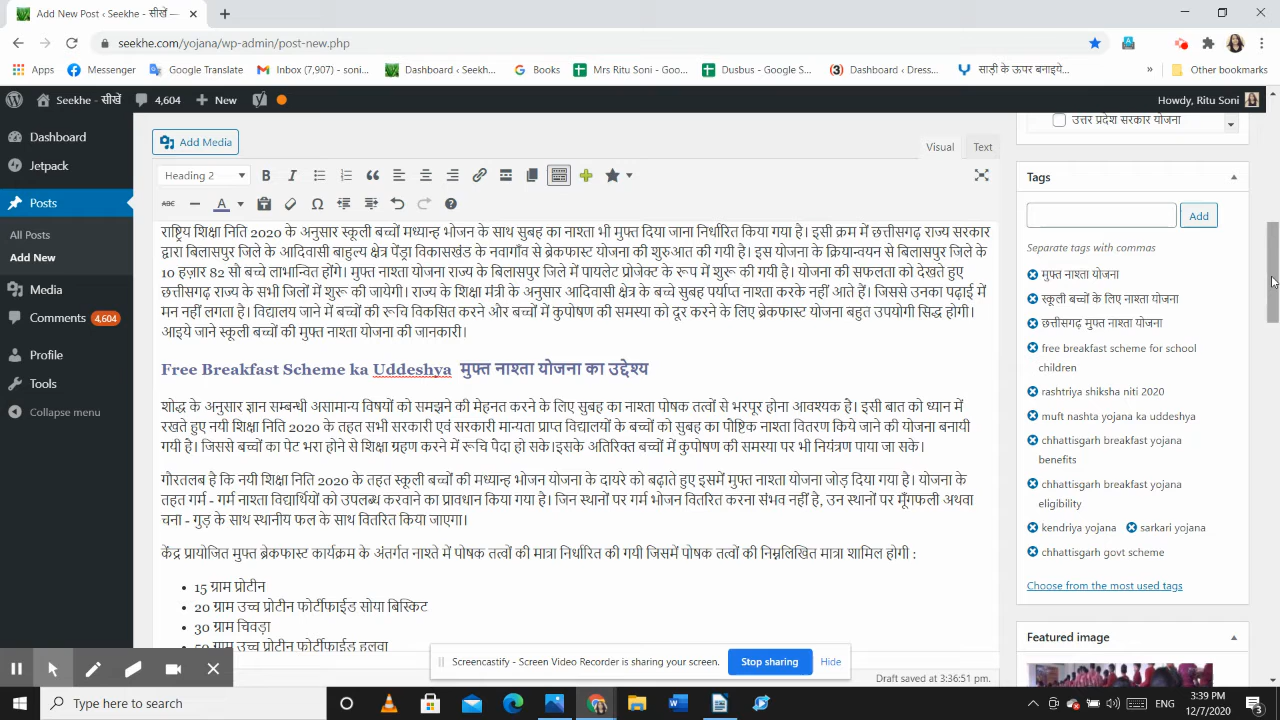 Add New Post ‹ Seekhe - सीखें —
seekhe.com/yojana/wp-admin/post-new.php
Apps
Messenger
Google Translate
Inbox (7,907) - soni...
Dashboard ‹ Seekh...
Books
Mrs Ritu Soni - Goo...
Dusbus - Google S...
Dashboard ‹ Dress...
साड़ी के ऊपर बनाइये...
»
Other bookmarks
Seekhe - सीखें
4,604
New
Howdy, Ritu Soni
Dashboard
Jetpack
Posts
All Posts
Add New
Media
Comments 4,604
Profile
Tools
Collapse menu
Add Media
Visual
Text
Heading 2
राष्ट्रिय शिक्षा निति 2020 के अनुसार स्कूली बच्चों मध्यान्ह भोजन के साथ सुबह का नाश्ता भी मुफ्त दिया जाना निर्धारित किया गया है। इसी क्रम में छत्तीसगढ़ राज्य सरकार
द्वारा बिलासपुर जिले के आदिवासी बाहुल्य क्षेत्र पेंड्रा विकासखंड के नवागाँव से ब्रेकफास्ट योजना की शुरुआत की गयी है। इस योजना के क्रियान्वयन से बिलासपुर जिले के
10 हज़ार 82 सौ बच्चे लाभान्वित होंगे। मुफ्त नाश्ता योजना राज्य के बिलासपुर जिले में पायलेट प्रोजेक्ट के रूप में शुरू की गयी है। योजना की सफलता को देखते हुए
छत्तीसगढ़ राज्य के सभी जिलों में शुरू की जायेगी। राज्य के शिक्षा मंत्री के अनुसार आदिवासी क्षेत्र के बच्चे सुबह पर्याप्त नाश्ता करके नहीं आते हैं। जिससे उनका पढ़ाई में
मन नहीं लगता है। विद्यालय जाने में बच्चों की रूचि विकसित करने और बच्चों में कुपोषण की समस्या को दूर करने के लिए ब्रेकफास्ट योजना बहुत उपयोगी सिद्ध होगी।
आइये जाने स्कूली बच्चों की मुफ्त नाश्ता योजना की जानकारी।
Free Breakfast Scheme ka Uddeshya मुफ्त नाश्ता योजना का उद्देश्य
शोद्ध के अनुसार ज्ञान सम्बन्धी असामान्य विषयों को समझने की मेहनत करने के लिए सुबह का नाश्ता पोषक तत्वों से भरपूर होना आवश्यक है। इसी बात को ध्यान में
रखते हुए नयी शिक्षा निति 2020 के तहत सभी सरकारी एवं सरकारी मान्यता प्राप्त विद्यालयों के बच्चों को सुबह का पौष्टिक नाश्ता वितरण किये जाने की योजना बनायी
गयी है। जिससे बच्चों का पेट भरा होने से शिक्षा ग्रहण करने में रूचि पैदा हो सके।इसके अतिरिक्त बच्चों में कुपोषण की समस्या पर भी नियंत्रण पाया जा सके।
गौरतलब है कि नयी शिक्षा निति 2020 के तहत स्कूली बच्चों की मध्यान्ह भोजन योजना के दायरे को बढ़ाते हुए इसमें मुफ्त नाश्ता योजना जोड़ दिया गया है। योजना के
तहत गर्म - गर्म नाश्ता विद्यार्थियों को उपलब्ध करवाने का प्रावधान किया गया है। जिन स्थानों पर गर्म भोजन वितरित करना संभव नहीं है, उन स्थानों पर मूँगफली अथवा
चना - गुड़ के साथ स्थानीय फल के साथ वितरित किया जाएगा।
केंद्र प्रायोजित मुफ्त ब्रेकफास्ट कार्यक्रम के अंतर्गत नाश्ते में पोषक तत्वों की मात्रा निर्धारित की गयी जिसमें पोषक तत्वों की निम्नलिखित मात्रा शामिल होगी :
15 ग्राम प्रोटीन
20 ग्राम उच्च प्रोटीन फोर्टीफाईड सोया बिस्किट
30 ग्राम चिवड़ा
50 ग्राम उच्च प्रोटीन फोर्टीफाईड हलवा
उत्तर प्रदेश सरकार योजना
Tags
Add
Separate tags with commas
मुफ्त नाश्ता योजना
स्कूली बच्चों के लिए नाश्ता योजना
छत्तीसगढ़ मुफ्त नाश्ता योजना
free breakfast scheme for school
children
rashtriya shiksha niti 2020
muft nashta yojana ka uddeshya
chhattisgarh breakfast yojana
benefits
chhattisgarh breakfast yojana
eligibility
kendriya yojana sarkari yojana
chhattisgarh govt scheme
Choose from the most used tags
Featured image
Screencastify - Screen Video Recorder is sharing your screen.
Stop sharing
Hide
Draft saved at 3:36:51 pm.
Type here to search
ENG
3:39 PM
12/7/2020
3